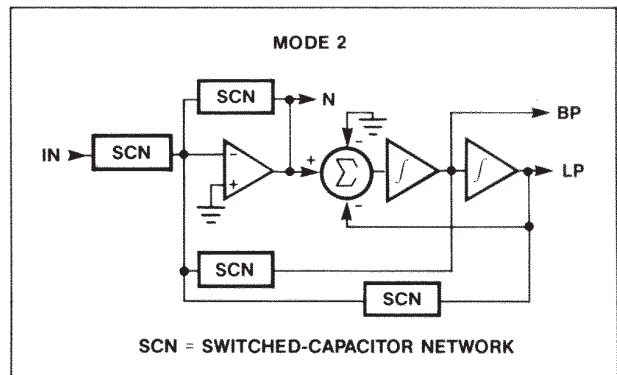 MODE 2
SCN
N
BP
IN
SCN
−
+
+
−
Σ
−
∫
∫
LP
SCN
SCN
SCN = SWITCHED-CAPACITOR NETWORK